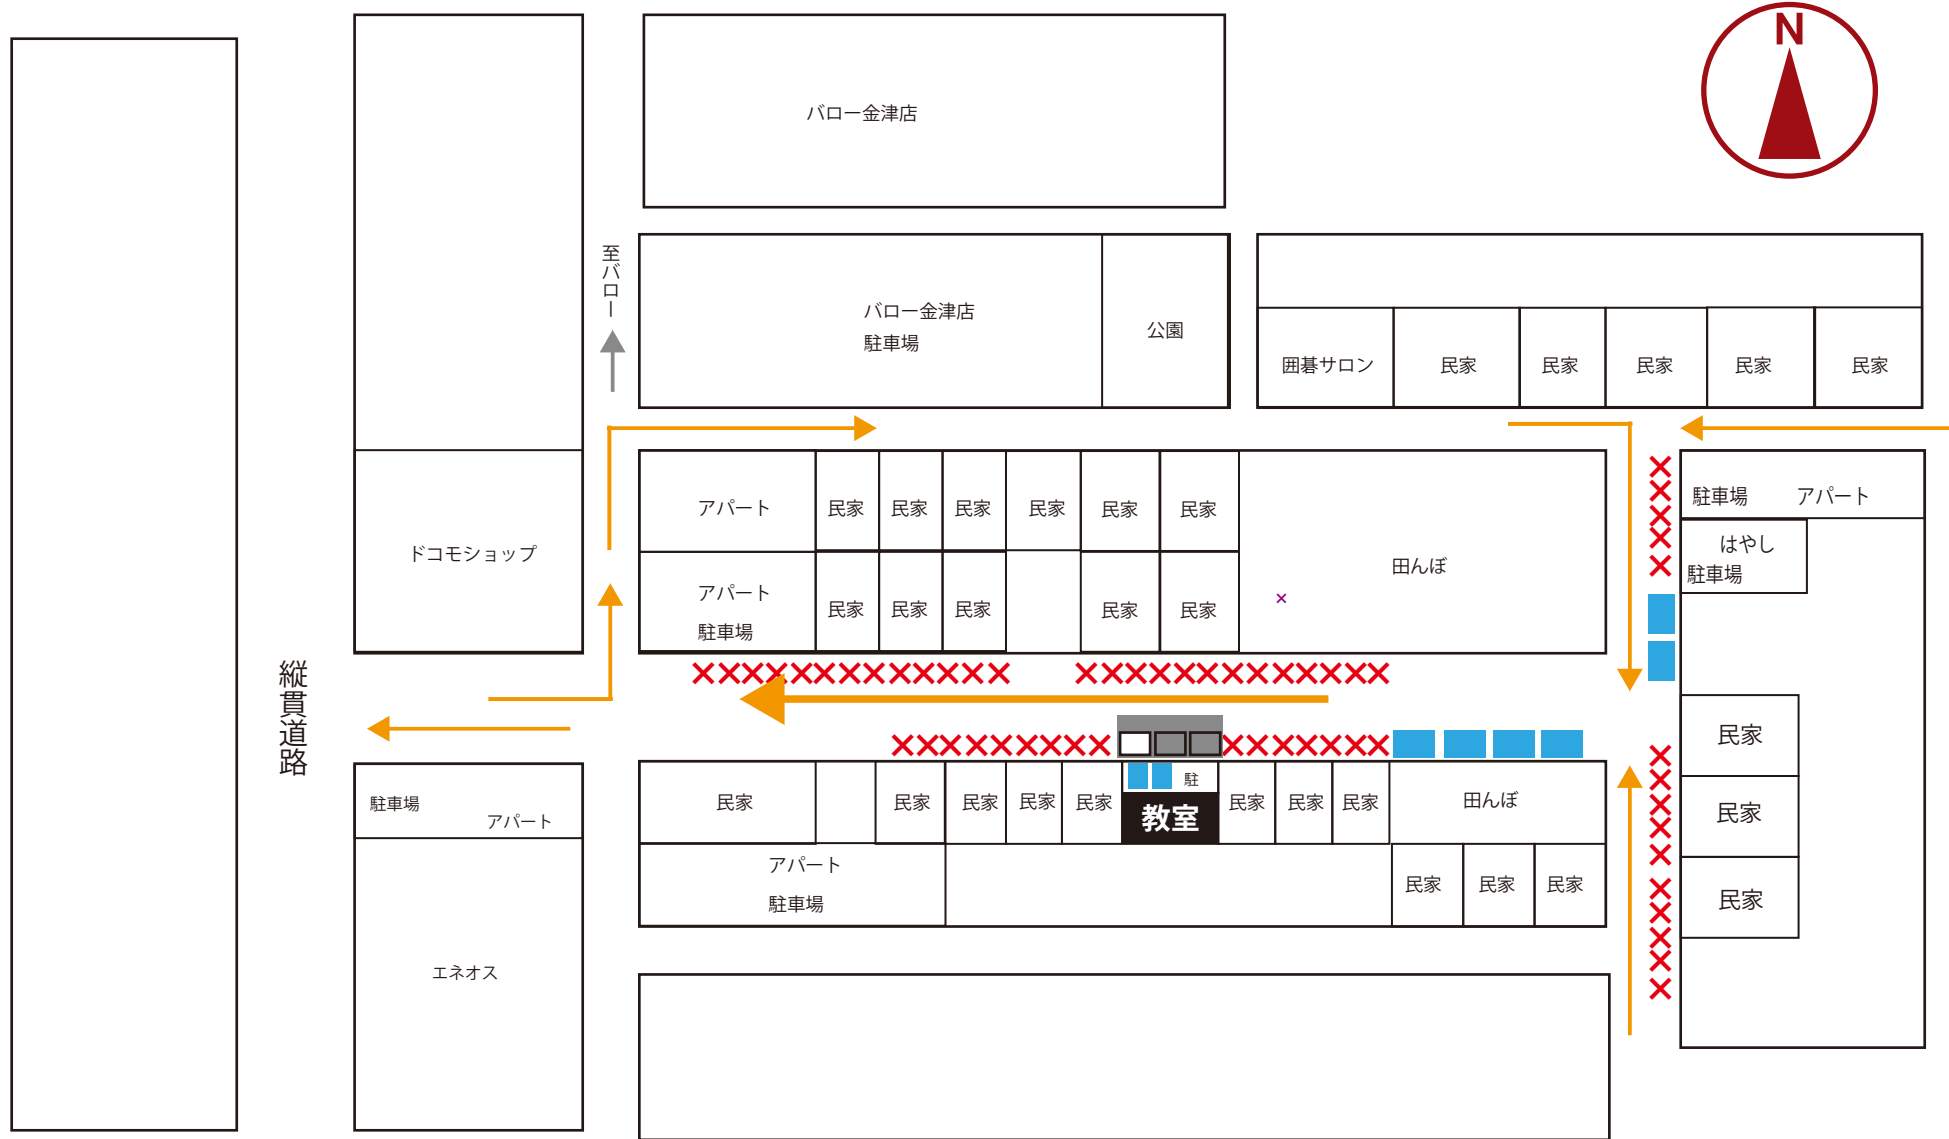 N
バロー金津店
至バロー
バロー金津店
駐車場
公園
囲碁サロン
民家
民家
民家
民家
民家
アパート
民家
民家
民家
民家
民家
民家
駐車場
アパート
ドコモショップ
はやし
駐車場
田んぼ
アパート
駐車場
民家
民家
民家
民家
民家
縦貫道路
民家
民家
民家
駐車場
アパート
駐
教室
民家
民家
民家
民家
民家
民家
民家
民家
田んぼ
アパート
駐車場
民家
民家
民家
エネオス